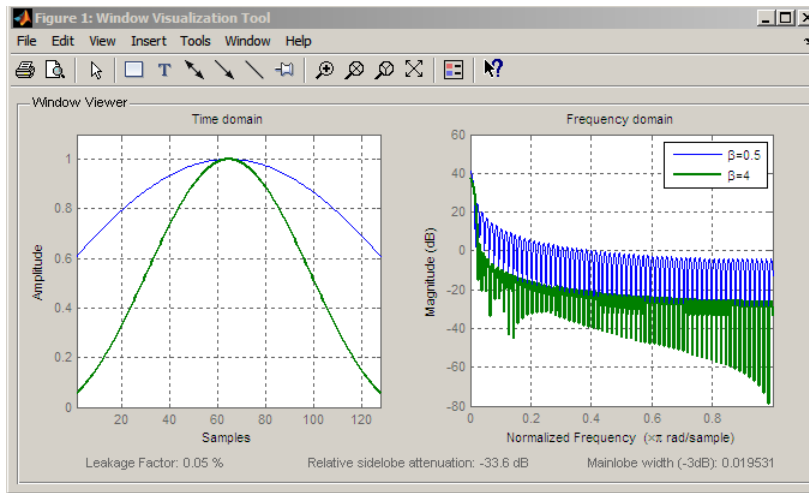 Figure 1: Window Visualization Tool
File Edit View Insert Tools Window Help
Window Viewer
Time domain
Amplitude
1
0.8
0.6
0.4
0.2
0
20 40 60 80 100 120
Samples
Frequency domain
Magnitude (dB)
60
40
20
0
-20
-40
-60
-80
β=0.5
β=4
0 0.2 0.4 0.6 0.8
Normalized Frequency (×π rad/sample)
Leakage Factor: 0.05 % Relative sidelobe attenuation: -33.6 dB Mainlobe width (-3dB): 0.019531